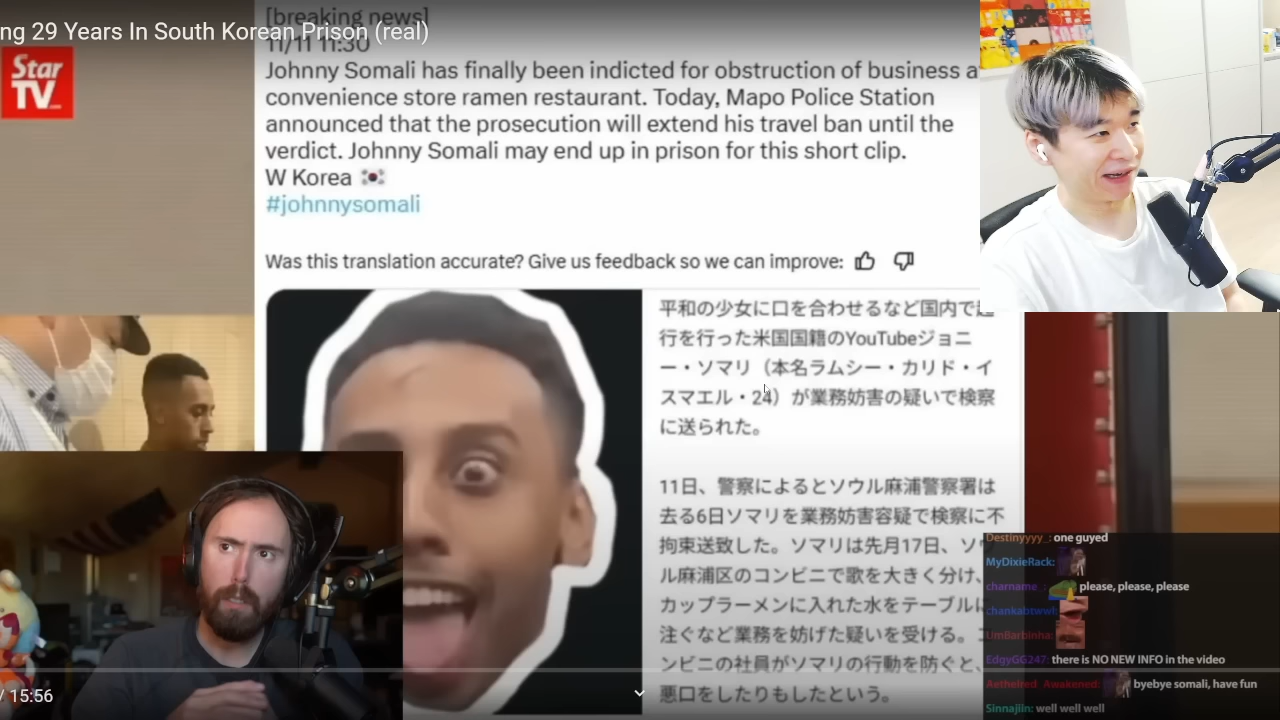 ng 29 Years In South Korean Prison (real)
[breaking news]
11/11 11:30
Star
TV
Johnny Somali has finally been indicted for obstruction of business a
convenience store ramen restaurant. Today, Mapo Police Station
announced that the prosecution will extend his travel ban until the
verdict. Johnny Somali may end up in prison for this short clip.
W Korea 🇰🇷
#johnnysomali
Was this translation accurate? Give us feedback so we can improve:
平和の少女に口を合わせるなど国内で
行を行った米国国籍のYouTubeジョニ
ー・ソマリ（本名ラムシー・カリド・イ
スマエル・24）が業務妨害の疑いで検察
に送られた。
11日、警察によるとソウル麻浦警察署は
去る6日ソマリを業務妨害容疑で検察に不
拘束送致した。ソマリは先月17日、ソウ
ル麻浦区のコンビニで歌を大きく分け、
カップラーメンに入れた水をテーブルに
注ぐなど業務を妨げた疑いを受ける。
ンビニの社員がソマリの行動を防ぐと、
悪口をしたりもしたという。
/ 15:56
Destinyyyy_: one guyed
MyDixieRack:
charname_: please, please, please
chankabtwwl:
UmBarbinha:
EdgyGG247: there is NO NEW INFO in the video
Aethelred_Awakened: byebye somali, have fun
Sinnajiin: well well well